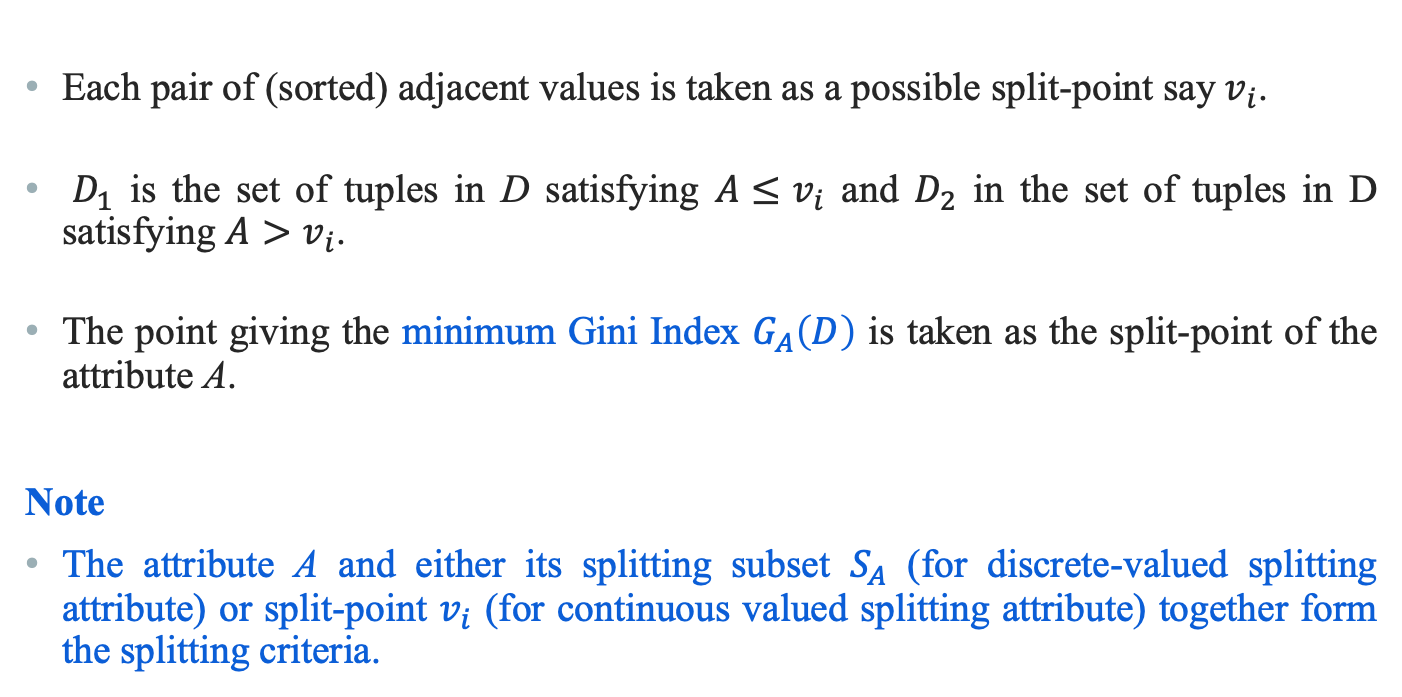 • Each pair of (sorted) adjacent values is taken as a possible split-point say 𝑣ᵢ.
• 𝐷₁ is the set of tuples in 𝐷 satisfying 𝐴 ≤ 𝑣ᵢ and 𝐷₂ in the set of tuples in D
satisfying 𝐴 > 𝑣ᵢ.
• The point giving the minimum Gini Index 𝐺_𝐴(𝐷) is taken as the split-point of the
attribute 𝐴.
Note
• The attribute 𝐴 and either its splitting subset 𝑆_𝐴 (for discrete-valued splitting
attribute) or split-point 𝑣ᵢ (for continuous valued splitting attribute) together form
the splitting criteria.